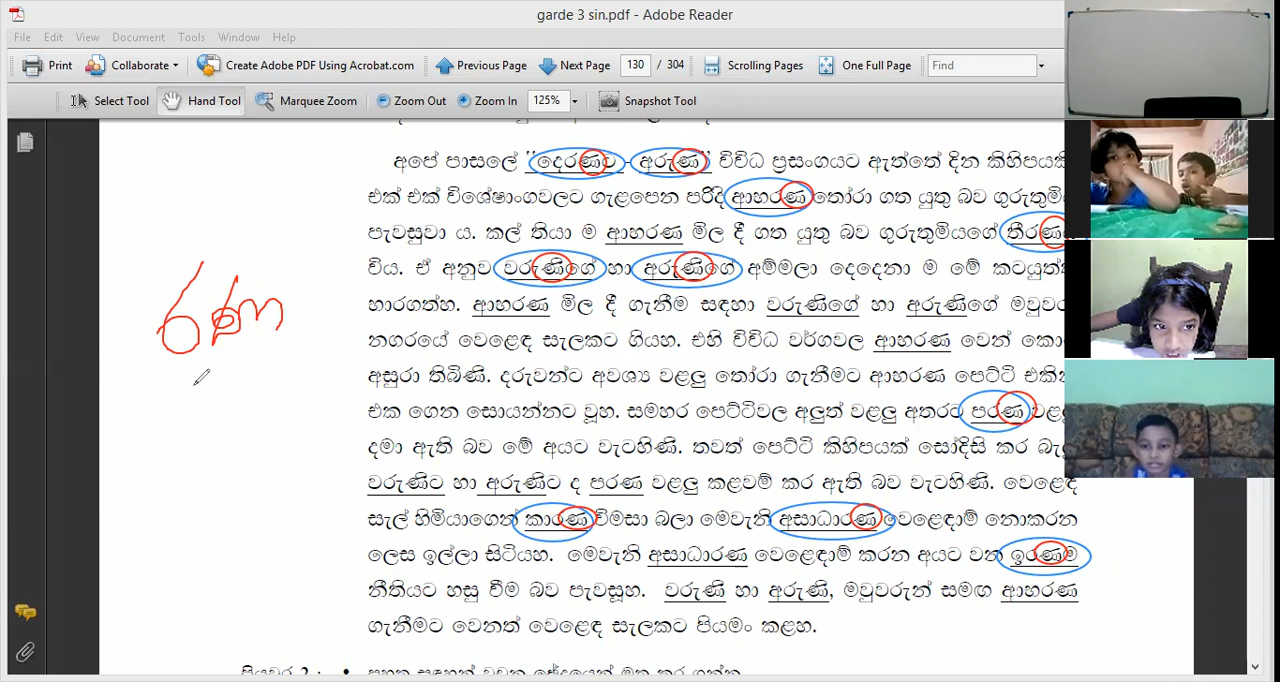 garde 3 sin.pdf - Adobe Reader
File Edit View Document Tools Window Help
Print Collaborate Create Adobe PDF Using Acrobat.com Previous Page Next Page 130 / 304 Scrolling Pages One Full Page Find
Select Tool Hand Tool Marquee Zoom Zoom Out Zoom In 125% Snapshot Tool
අපේ පාසලේ "දෙරණට - අරුණ" විවිධ ප්‍රසංගයට ඇත්තේ දින කිහිපයකි
එක් එක් විශේෂාංගවලට ගැළපෙන පරිදි ආභරණ තෝරා ගත යුතු බව ගුරුතුමිය
පැවසුවා ය. කල් තියා ම ආභරණ මිල දී ගත යුතු බව ගුරුතුමියගේ තීරණ
විය. ඒ අනුව වරුණිගේ හා අරුණිගේ අම්මලා දෙදෙනා ම මේ කටයුත්ත
භාරගත්හ. ආභරණ මිල දී ගැනීම සඳහා වරුණිගේ හා අරුණිගේ මවුවරු
නගරයේ වෙළෙඳ සැලකට ගියහ. එහි විවිධ වර්ගවල ආභරණ වෙන් කො
අසුරා තිබිණි. දරුවන්ට අවශ්‍ය වළලු තෝරා ගැනීමට ආභරණ පෙට්ටි එකින්
එක ගෙන සොයන්නට වූහ. සමහර පෙට්ටිවල අලුත් වළලු අතරට පරණ වළලු
දමා ඇති බව මේ අයට වැටහිණි. තවත් පෙට්ටි කිහිපයක් සෝදිසි කර බැලූ
වරුණිට හා අරුණිට ද පරණ වළලු කළවම් කර ඇති බව වැටහිණි. වෙළෙඳ
සැල් හිමියාගෙන් කාරණ විමසා බලා මෙවැනි අසාධාරණ වෙළෙඳාම් නොකරන
ලෙස ඉල්ලා සිටියහ. මෙවැනි අසාධාරණ වෙළෙඳාම් කරන අයට වන ඉරණම
නීතියට හසු වීම බව පැවසූහ. වරුණි හා අරුණි, මවුවරුන් සමඟ ආභරණ
ගැනීමට වෙනත් වෙළෙඳ සැලකට පියමං කළහ.
රණ